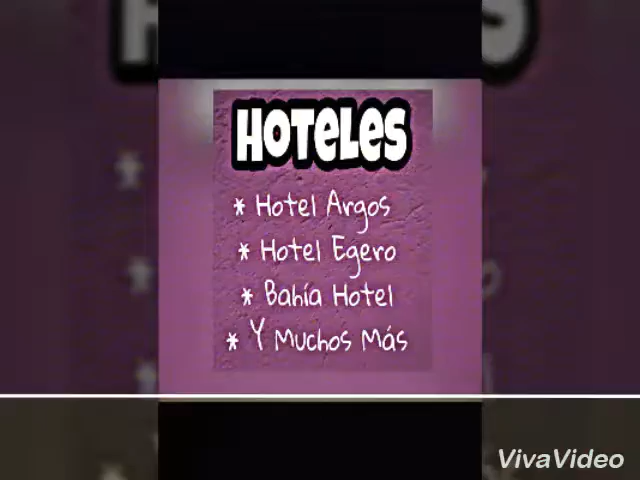 HOTELES
* Hotel Argos
* Hotel Egero
* Bahía Hotel
* Y Muchos Más
VivaVideo